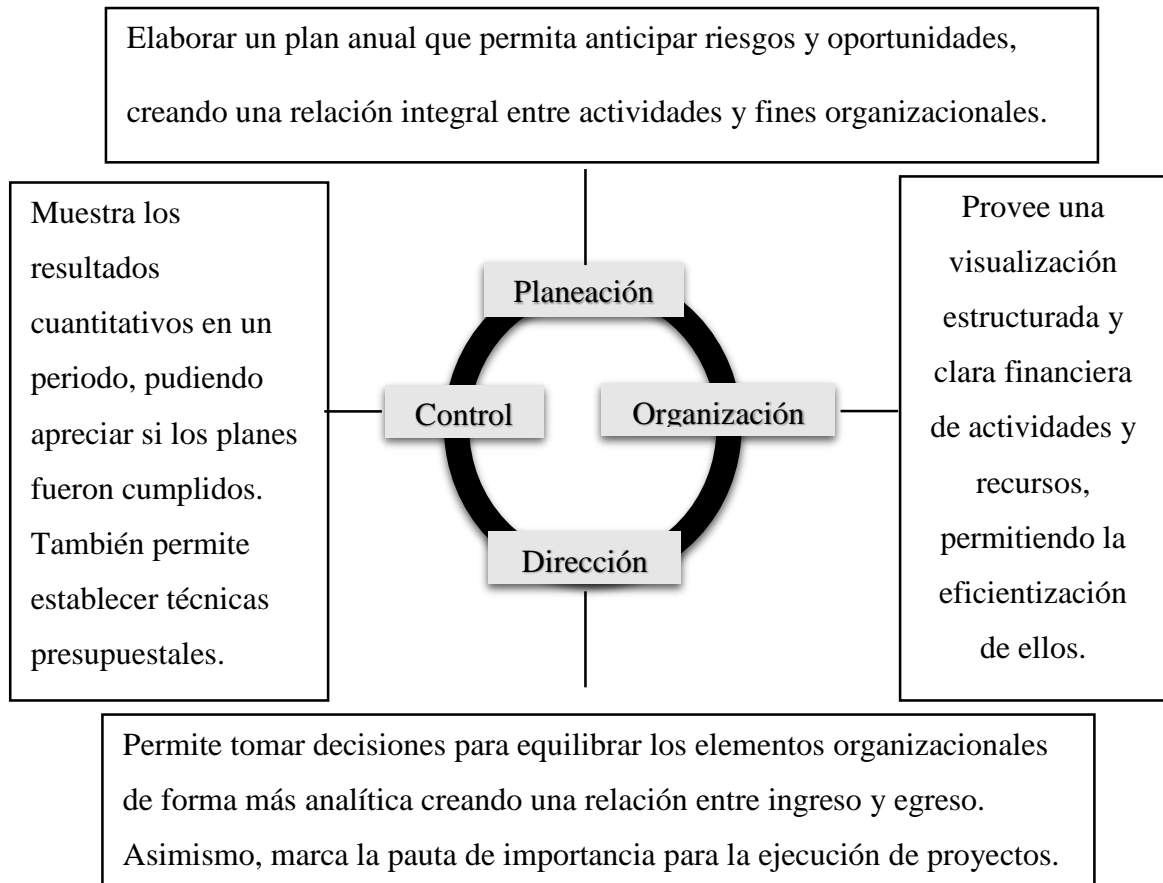 Elaborar un plan anual que permita anticipar riesgos y oportunidades,
creando una relación integral entre actividades y fines organizacionales.
Muestra los
resultados
cuantitativos en un
periodo, pudiendo
apreciar si los planes
fueron cumplidos.
También permite
establecer técnicas
presupuestales.
Planeación
Control
Organización
Dirección
Provee una
visualización
estructurada y
clara financiera
de actividades y
recursos,
permitiendo la
eficientización
de ellos.
Permite tomar decisiones para equilibrar los elementos organizacionales
de forma más analítica creando una relación entre ingreso y egreso.
Asimismo, marca la pauta de importancia para la ejecución de proyectos.